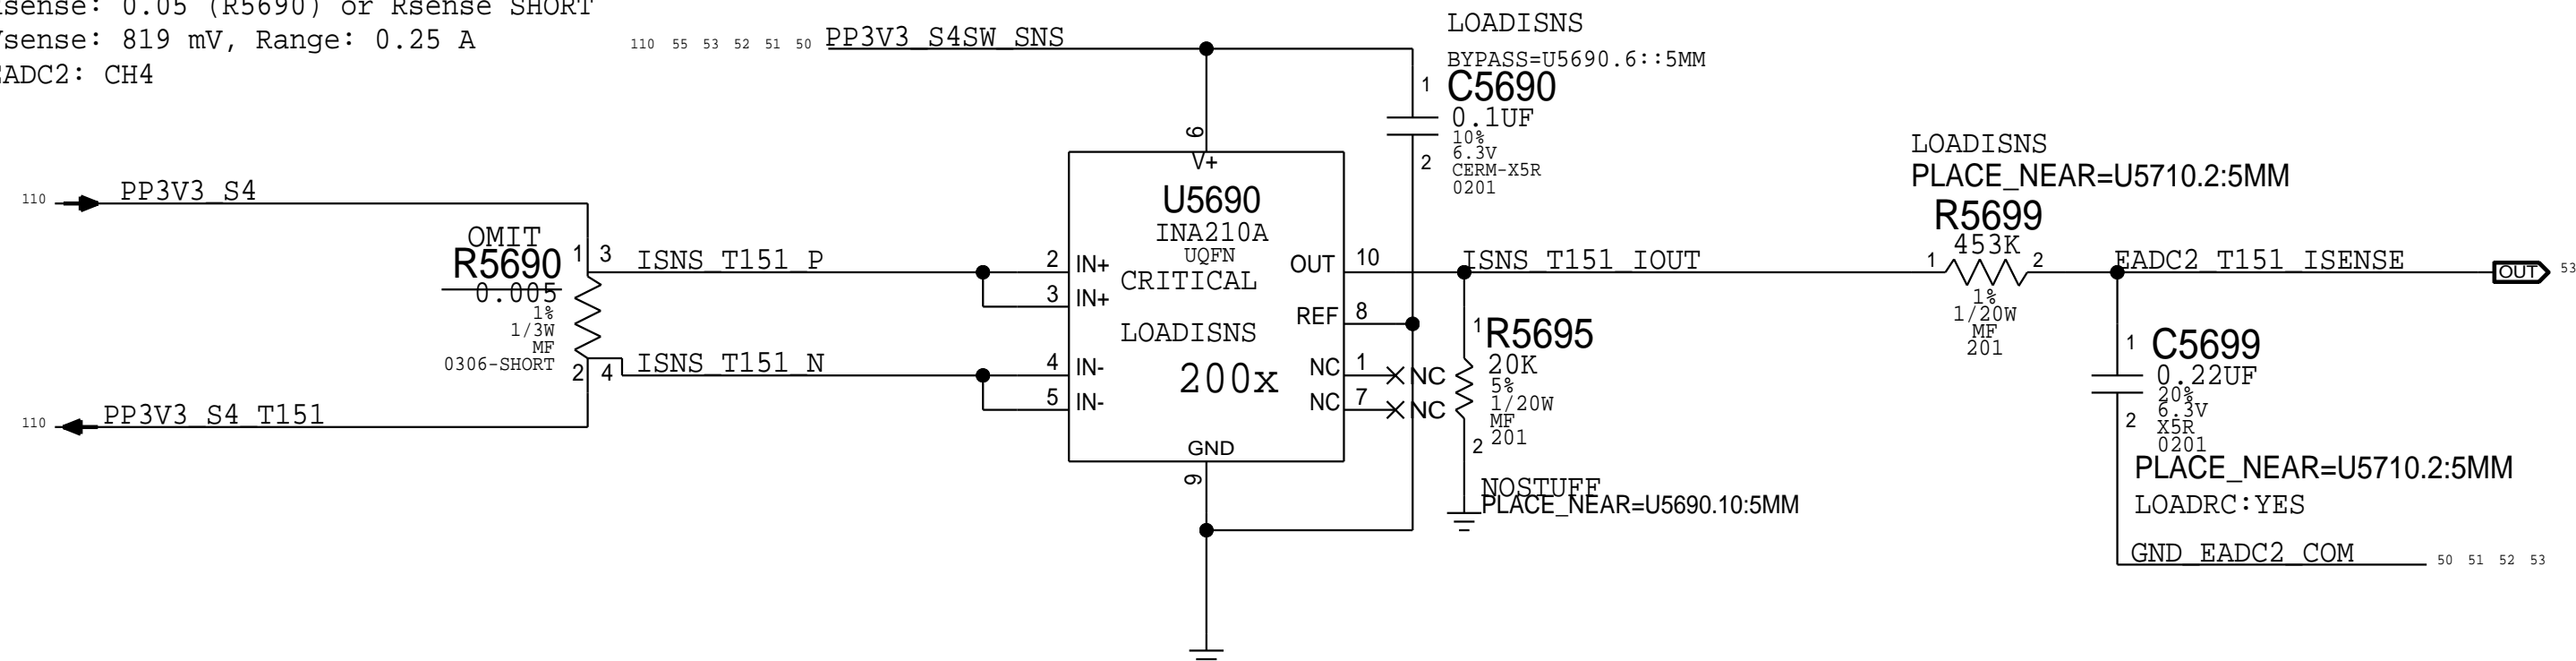 sense: 0.05 (R5690) or Rsense SHORT
sense: 819 mV, Range: 0.25 A
EADC2: CH4
110 55 53 52 51 50 PP3V3_S4SW_SNS
LOADISNS
BYPASS=U5690.6::5MM
1 C5690
0.1UF
10%
6.3V
2 CERM-X5R
0201
6
V+
U5690
INA210A
UQFN
CRITICAL
LOADISNS
200x
110 PP3V3_S4
OMIT
R5690 1 3 ISNS_T151_P
0.005
1%
1/3W
MF
0306-SHORT 2 4 ISNS_T151_N
110 PP3V3_S4_T151
2 IN+
3 IN+
4 IN-
5 IN-
OUT 10 ISNS_T151_IOUT
REF 8
NC 1 NC
NC 7 NC
GND
9
1 R5695
20K
5%
1/20W
MF
2 201
NOSTUFF
PLACE_NEAR=U5690.10:5MM
LOADISNS
PLACE_NEAR=U5710.2:5MM
R5699
453K
1 2 EADC2_T151_ISENSE OUT 53
1%
1/20W
MF
201
1 C5699
0.22UF
20%
6.3V
2 X5R
0201
PLACE_NEAR=U5710.2:5MM
LOADRC:YES
GND_EADC2_COM 50 51 52 53